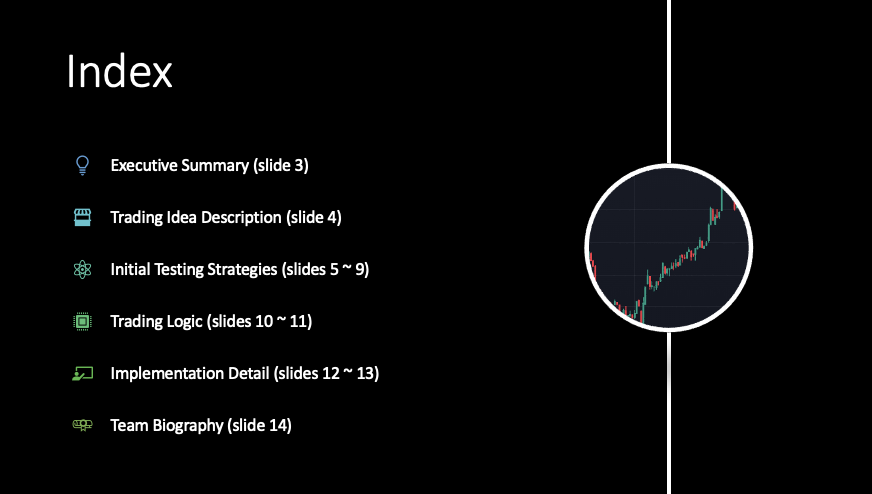 Index
Executive Summary (slide 3)
Trading Idea Description (slide 4)
Initial Testing Strategies (slides 5 ~ 9)
Trading Logic (slides 10 ~ 11)
Implementation Detail (slides 12 ~ 13)
Team Biography (slide 14)